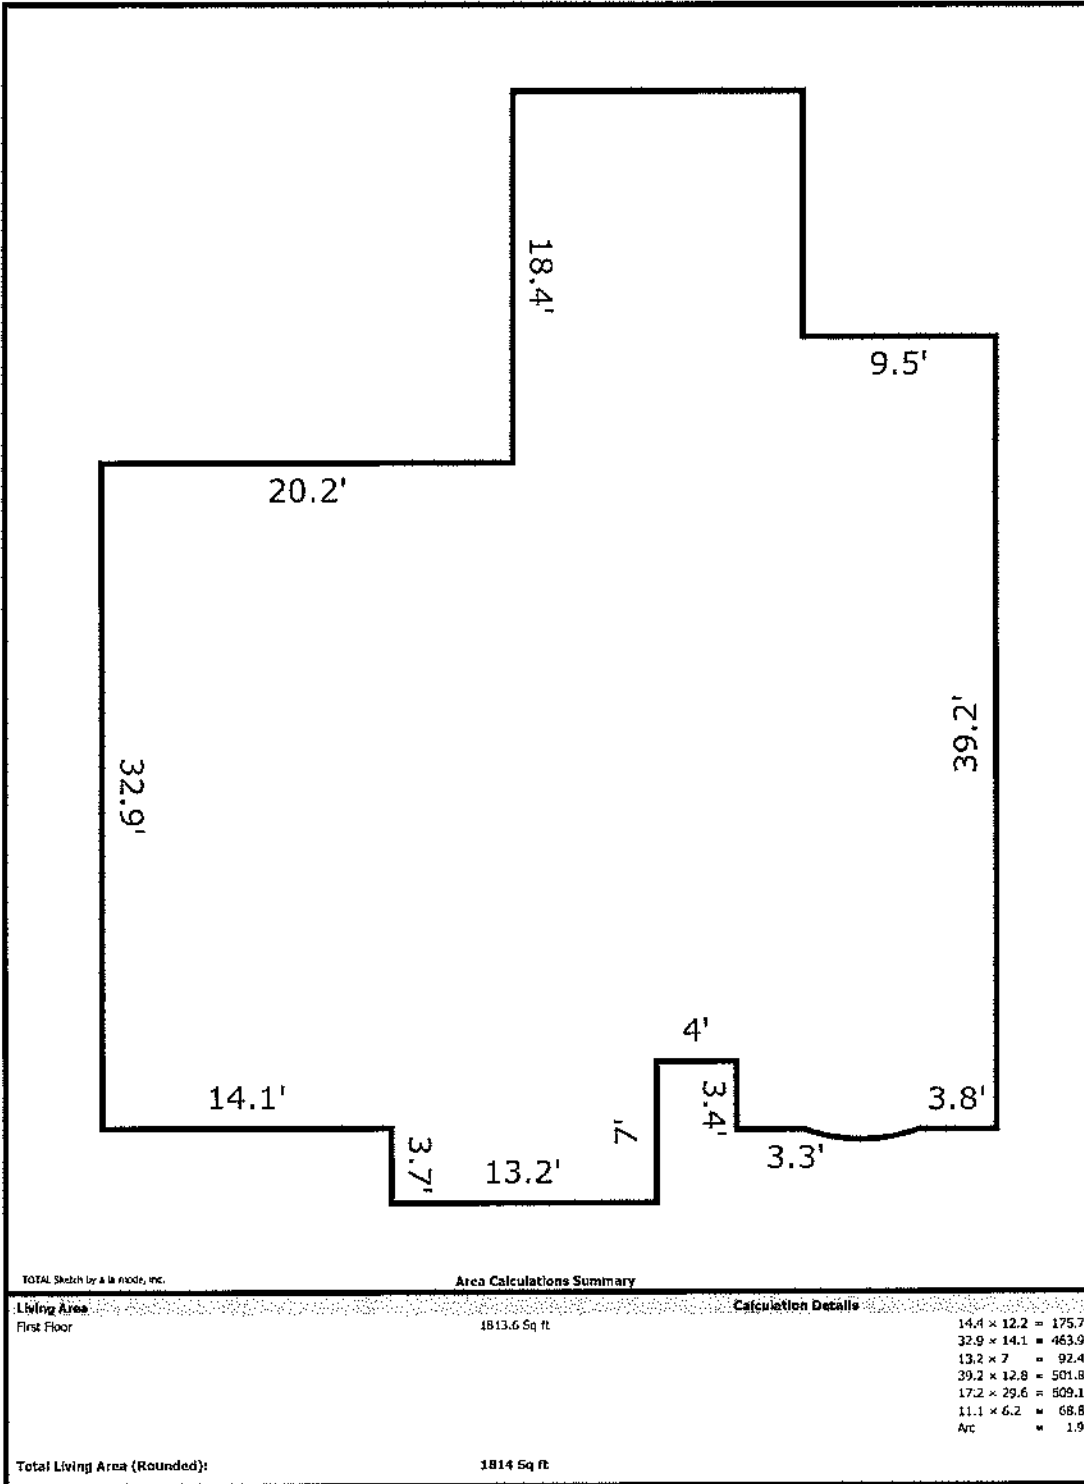 18.4'
9.5'
20.2'
39.2'
32.9'
4'
14.1'
3.4'
3.8'
7'
3.7'
13.2'
3.3'
TOTAL Sketch by a la mode, inc.
Area Calculations Summary
Living Area
Calculation Details
First Floor
1813.6 Sq ft
14.4 × 12.2 = 175.7
32.9 × 14.1 = 463.9
13.2 × 7 = 92.4
39.2 × 12.8 = 501.8
17.2 × 29.6 = 509.1
11.1 × 6.2 = 68.8
Arc = 1.9
Total Living Area (Rounded):
1814 Sq ft